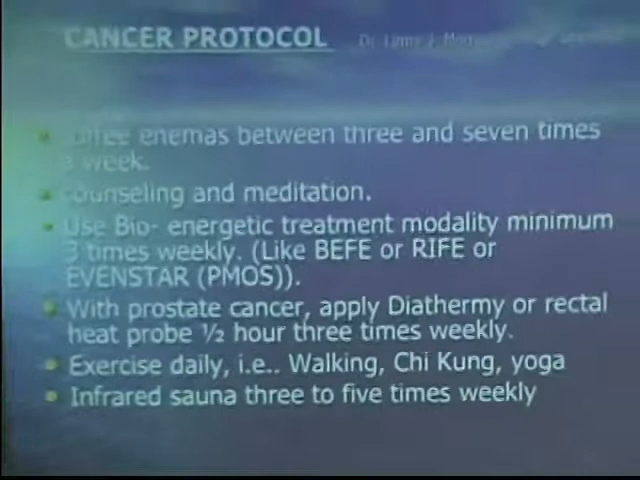 CANCER PROTOCOL Dr.
enemas between three and seven times
week.
counseling and meditation.
Use Bio- energetic treatment modality minimum
3 times weekly. (Like BEFE or RIFE or
EVENSTAR (PMOS)).
With prostate cancer, apply Diathermy or rectal
heat probe ½ hour three times weekly.
Exercise daily, i.e.. Walking, Chi Kung, yoga
Infrared sauna three to five times weekly